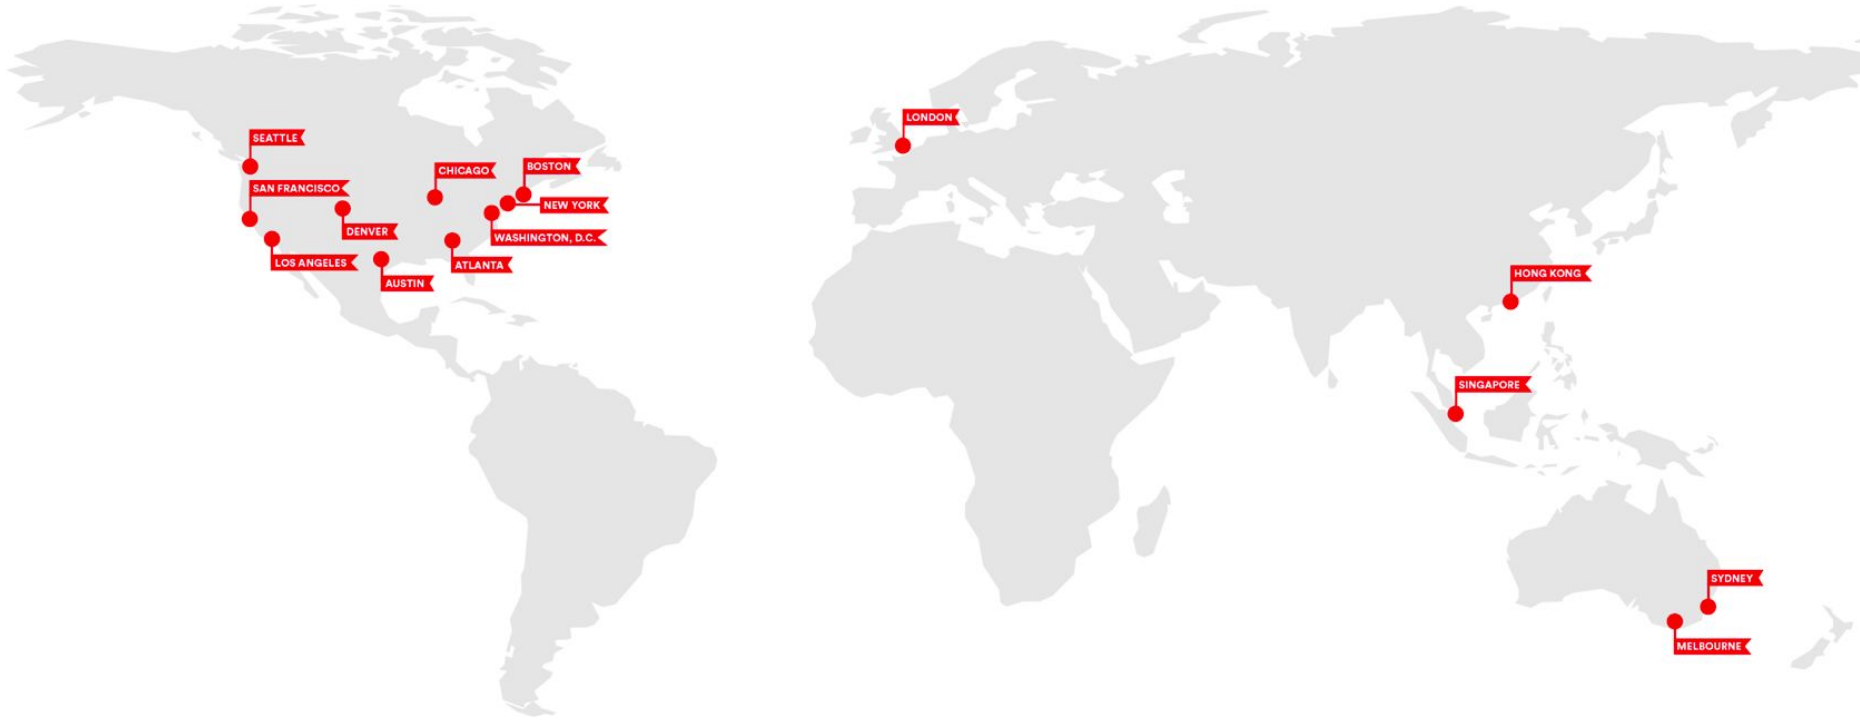 LONDON
SEATTLE
CHICAGO
BOSTON
SAN FRANCISCO
NEW YORK
DENVER
WASHINGTON, D.C.
LOS ANGELES
ATLANTA
AUSTIN
HONG KONG
SINGAPORE
SYDNEY
MELBOURNE